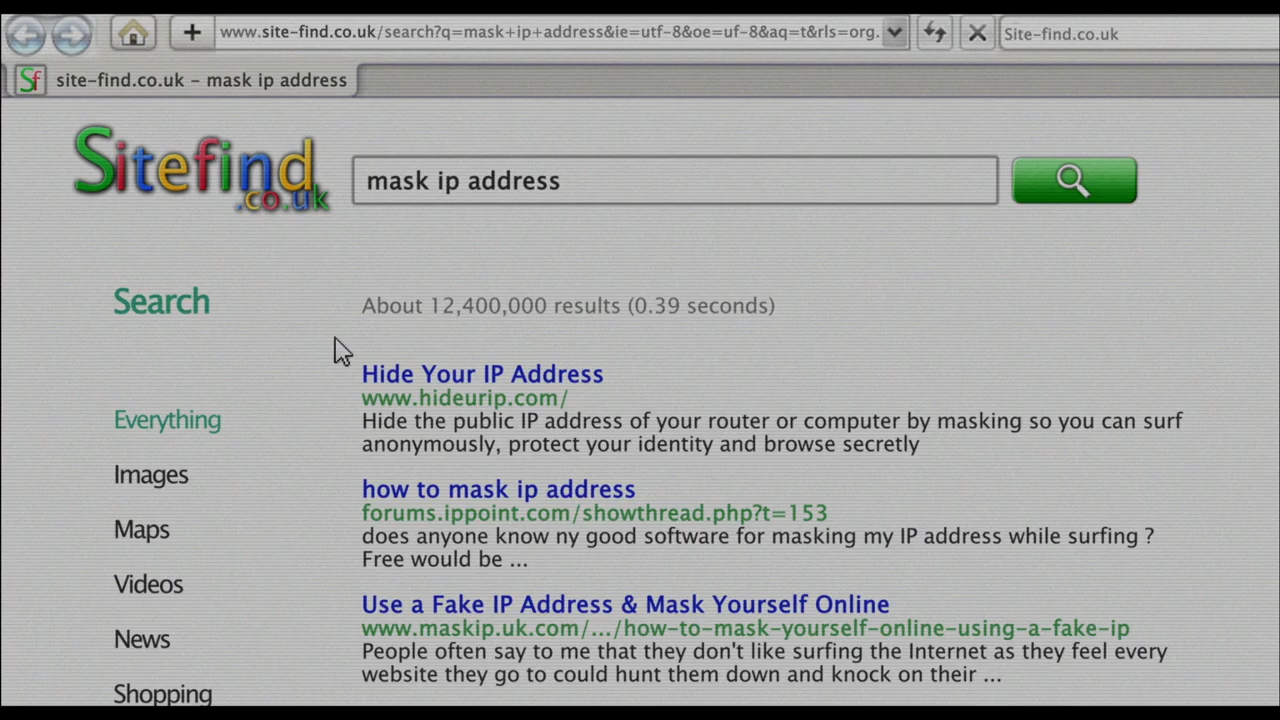 www.site-find.co.uk/search?q=mask+ip+address&ie=utf-8&oe=uf-8&aq=t&rls=org.
Site-find.co.uk
Sf site-find.co.uk - mask ip address
Sitefind
.co.uk
mask ip address
Search
About 12,400,000 results (0.39 seconds)
Hide Your IP Address
www.hideurip.com/
Everything
Hide the public IP address of your router or computer by masking so you can surf
anonymously, protect your identity and browse secretly
Images
how to mask ip address
forums.ippoint.com/showthread.php?t=153
Maps
does anyone know ny good software for masking my IP address while surfing ?
Free would be ...
Videos
Use a Fake IP Address & Mask Yourself Online
www.maskip.uk.com/.../how-to-mask-yourself-online-using-a-fake-ip
News
People often say to me that they don't like surfing the Internet as they feel every
website they go to could hunt them down and knock on their ...
Shopping